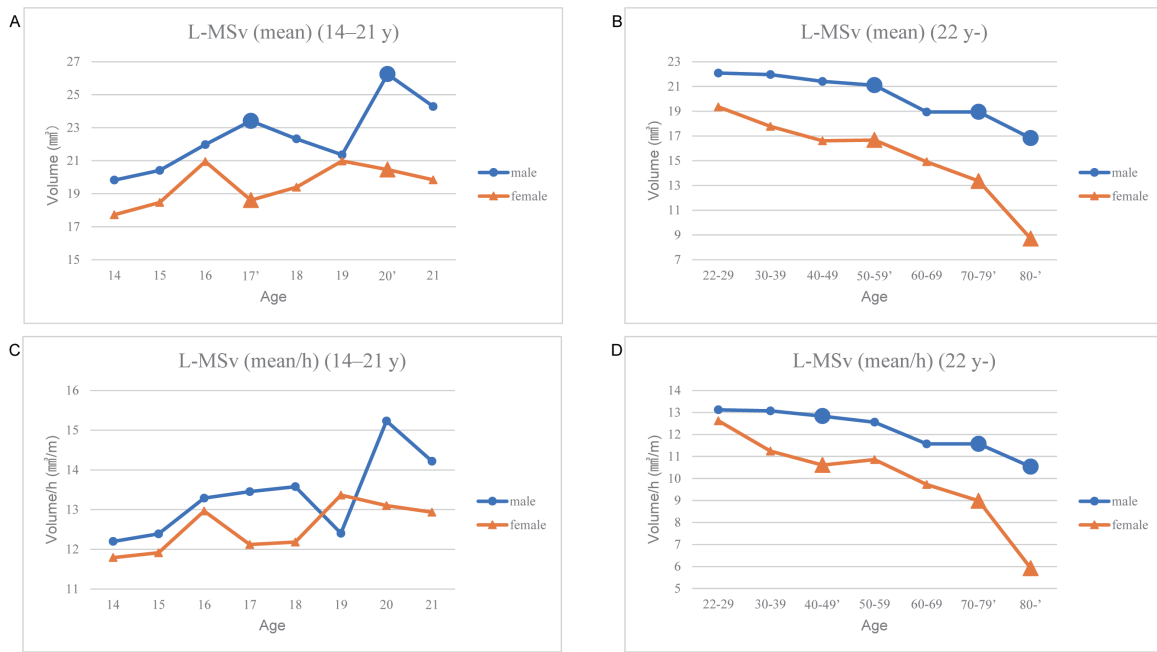 A
L-MSv (mean) (14–21 y)
27
25
23
21
19
17
15
Volume (㎣)
14 15 16 17’ 18 19 20’ 21
Age
male
female
B
L-MSv (mean) (22 y-)
23
21
19
17
15
13
11
9
7
Volume (㎣)
22-29 30-39 40-49 50-59’ 60-69 70-79’ 80-’
Age
male
female
C
L-MSv (mean/h) (14–21 y)
16
15
14
13
12
11
Volume/h (㎣/m)
14 15 16 17 18 19 20 21
Age
male
female
D
L-MSv (mean/h) (22 y-)
14
13
12
11
10
9
8
7
6
5
Volume/h (㎣/m)
22-29 30-39 40-49’ 50-59 60-69 70-79’ 80-’
Age
male
female